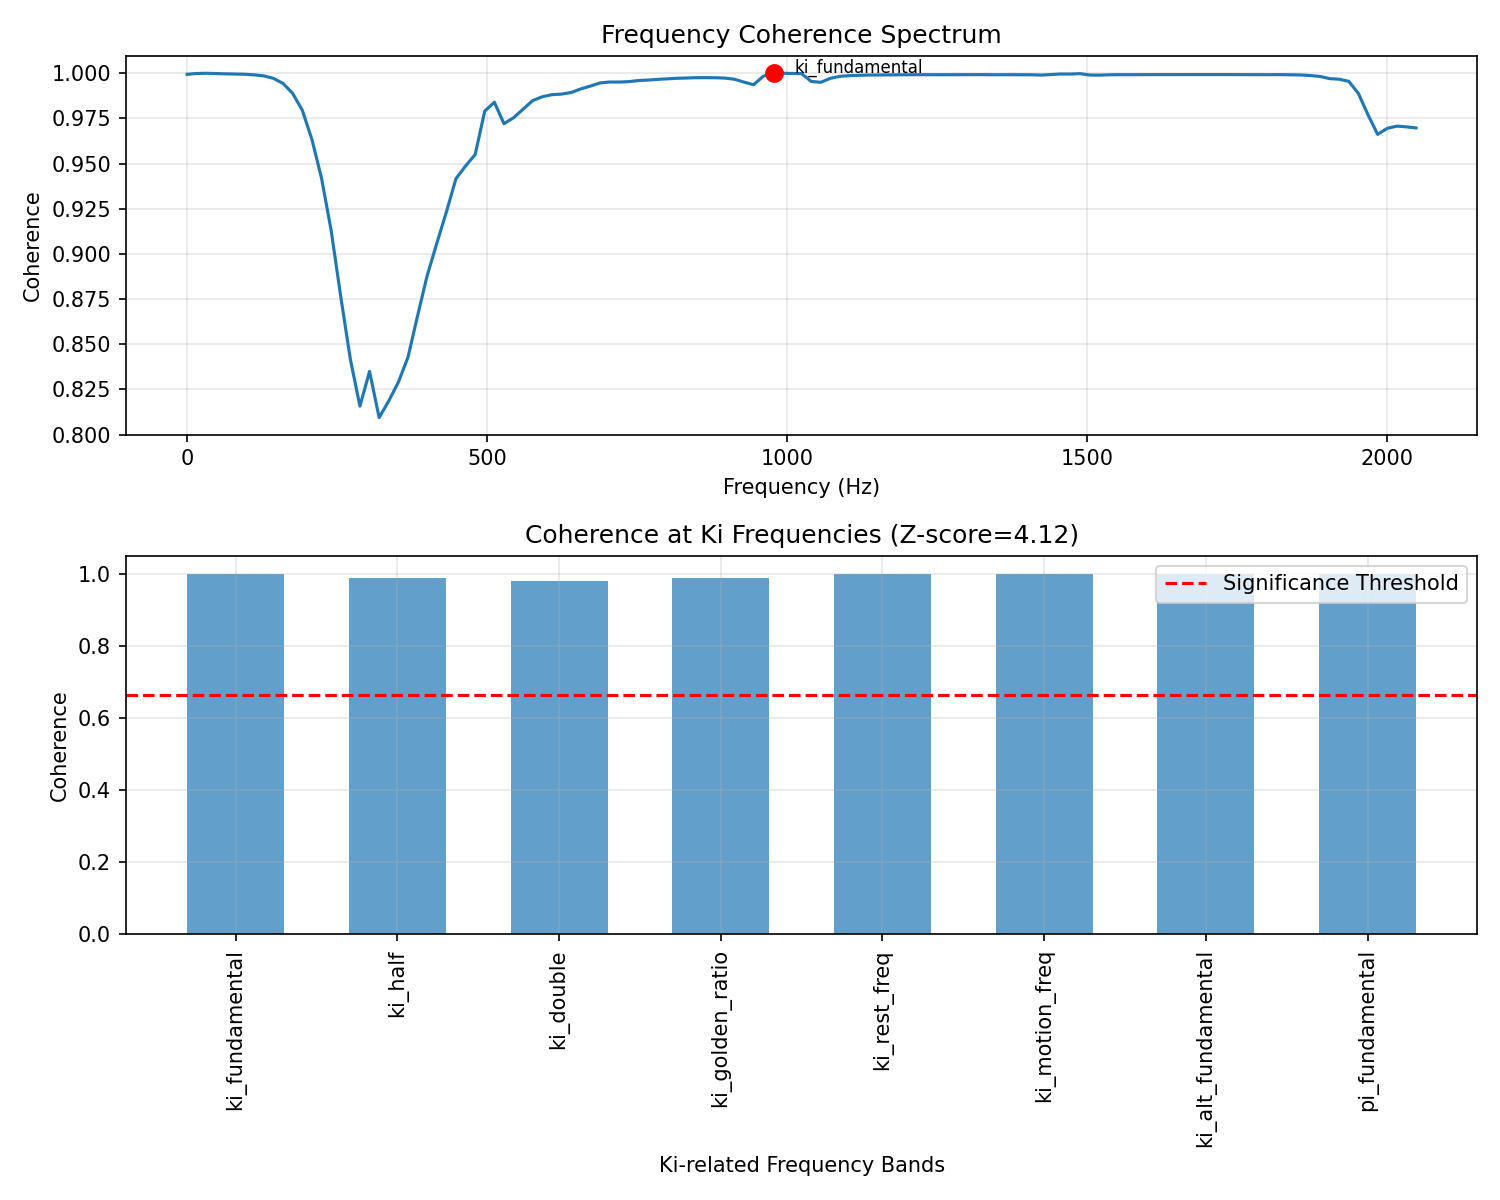 Frequency Coherence Spectrum
1.000
0.975
0.950
0.925
0.900
0.875
0.850
0.825
0.800
Coherence
ki_fundamental
0 500 1000 1500 2000
Frequency (Hz)
Coherence at Ki Frequencies (Z-score=4.12)
1.0
0.8
0.6
0.4
0.2
0.0
Coherence
Significance Threshold
ki_fundamental
ki_half
ki_double
ki_golden_ratio
ki_rest_freq
ki_motion_freq
ki_alt_fundamental
pi_fundamental
Ki-related Frequency Bands